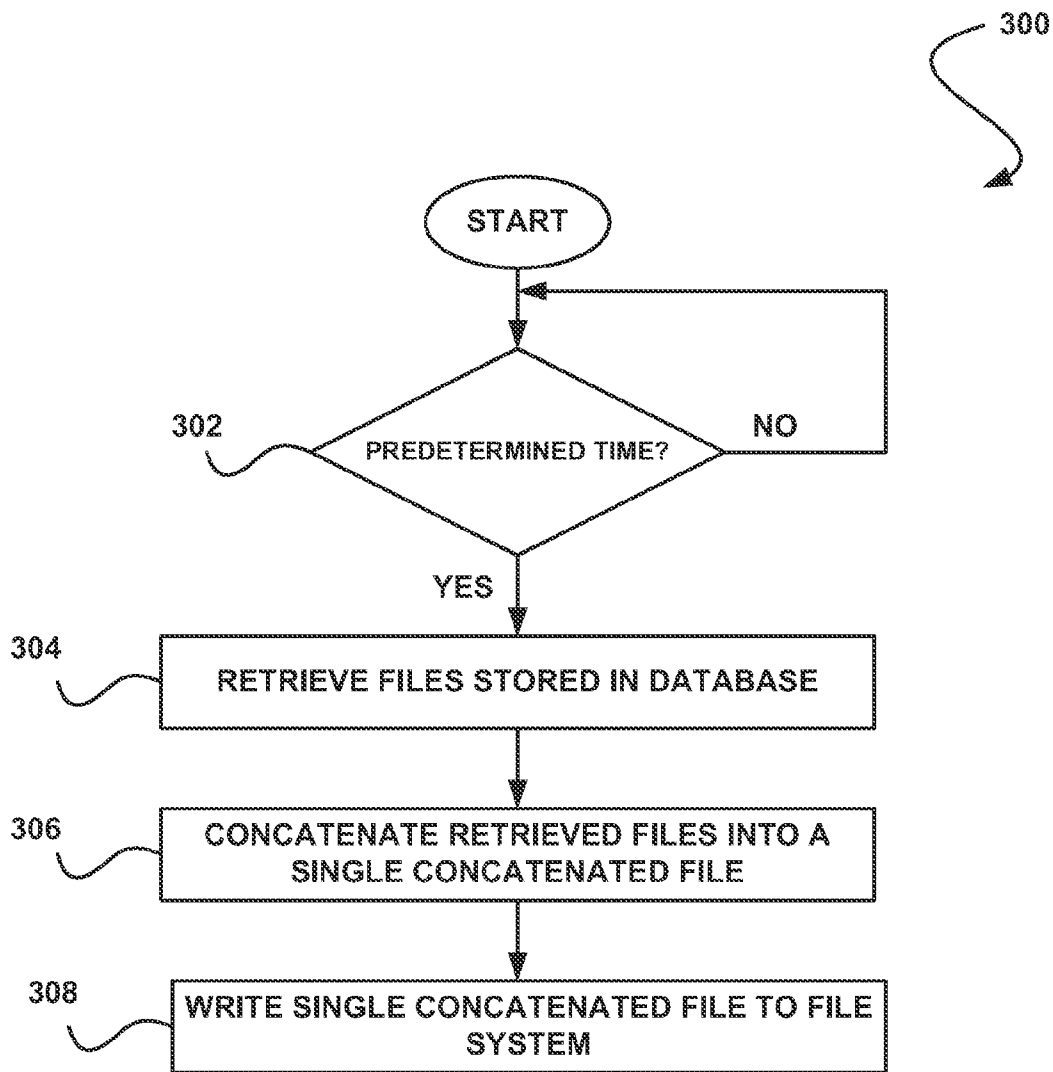 300
START
302
PREDETERMINED TIME?
NO
YES
304
RETRIEVE FILES STORED IN DATABASE
306
CONCATENATE RETRIEVED FILES INTO A
SINGLE CONCATENATED FILE
308
WRITE SINGLE CONCATENATED FILE TO FILE
SYSTEM